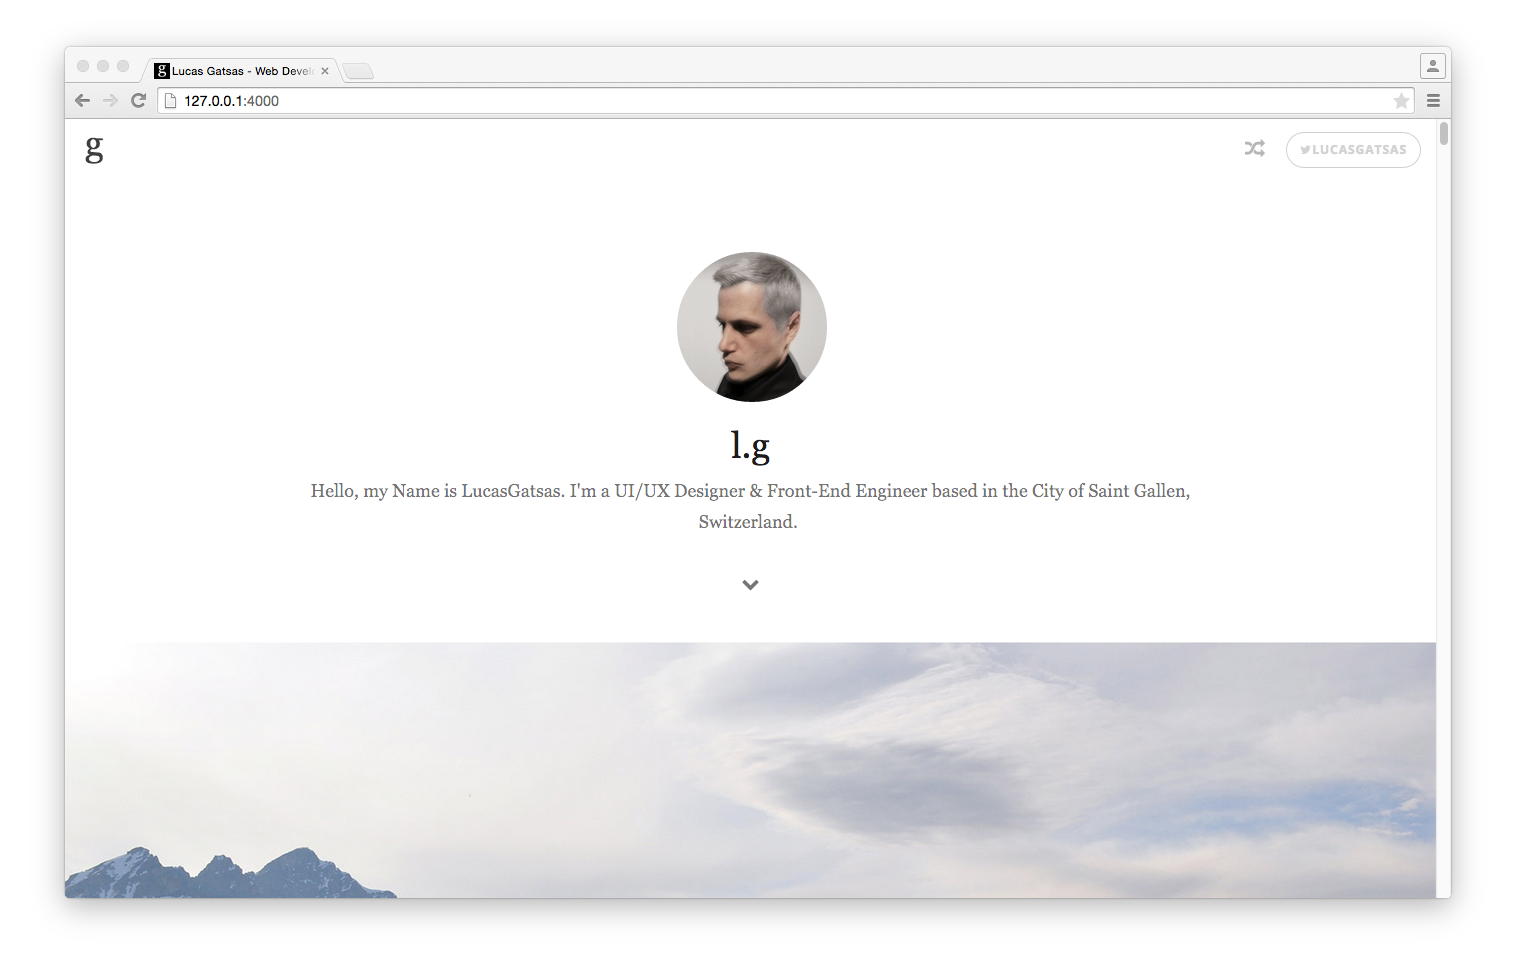 g Lucas Gatsas - Web Devel
127.0.0.1:4000
g
LUCASGATSAS
l.g
Hello, my Name is LucasGatsas. I'm a UI/UX Designer & Front-End Engineer based in the City of Saint Gallen,
Switzerland.